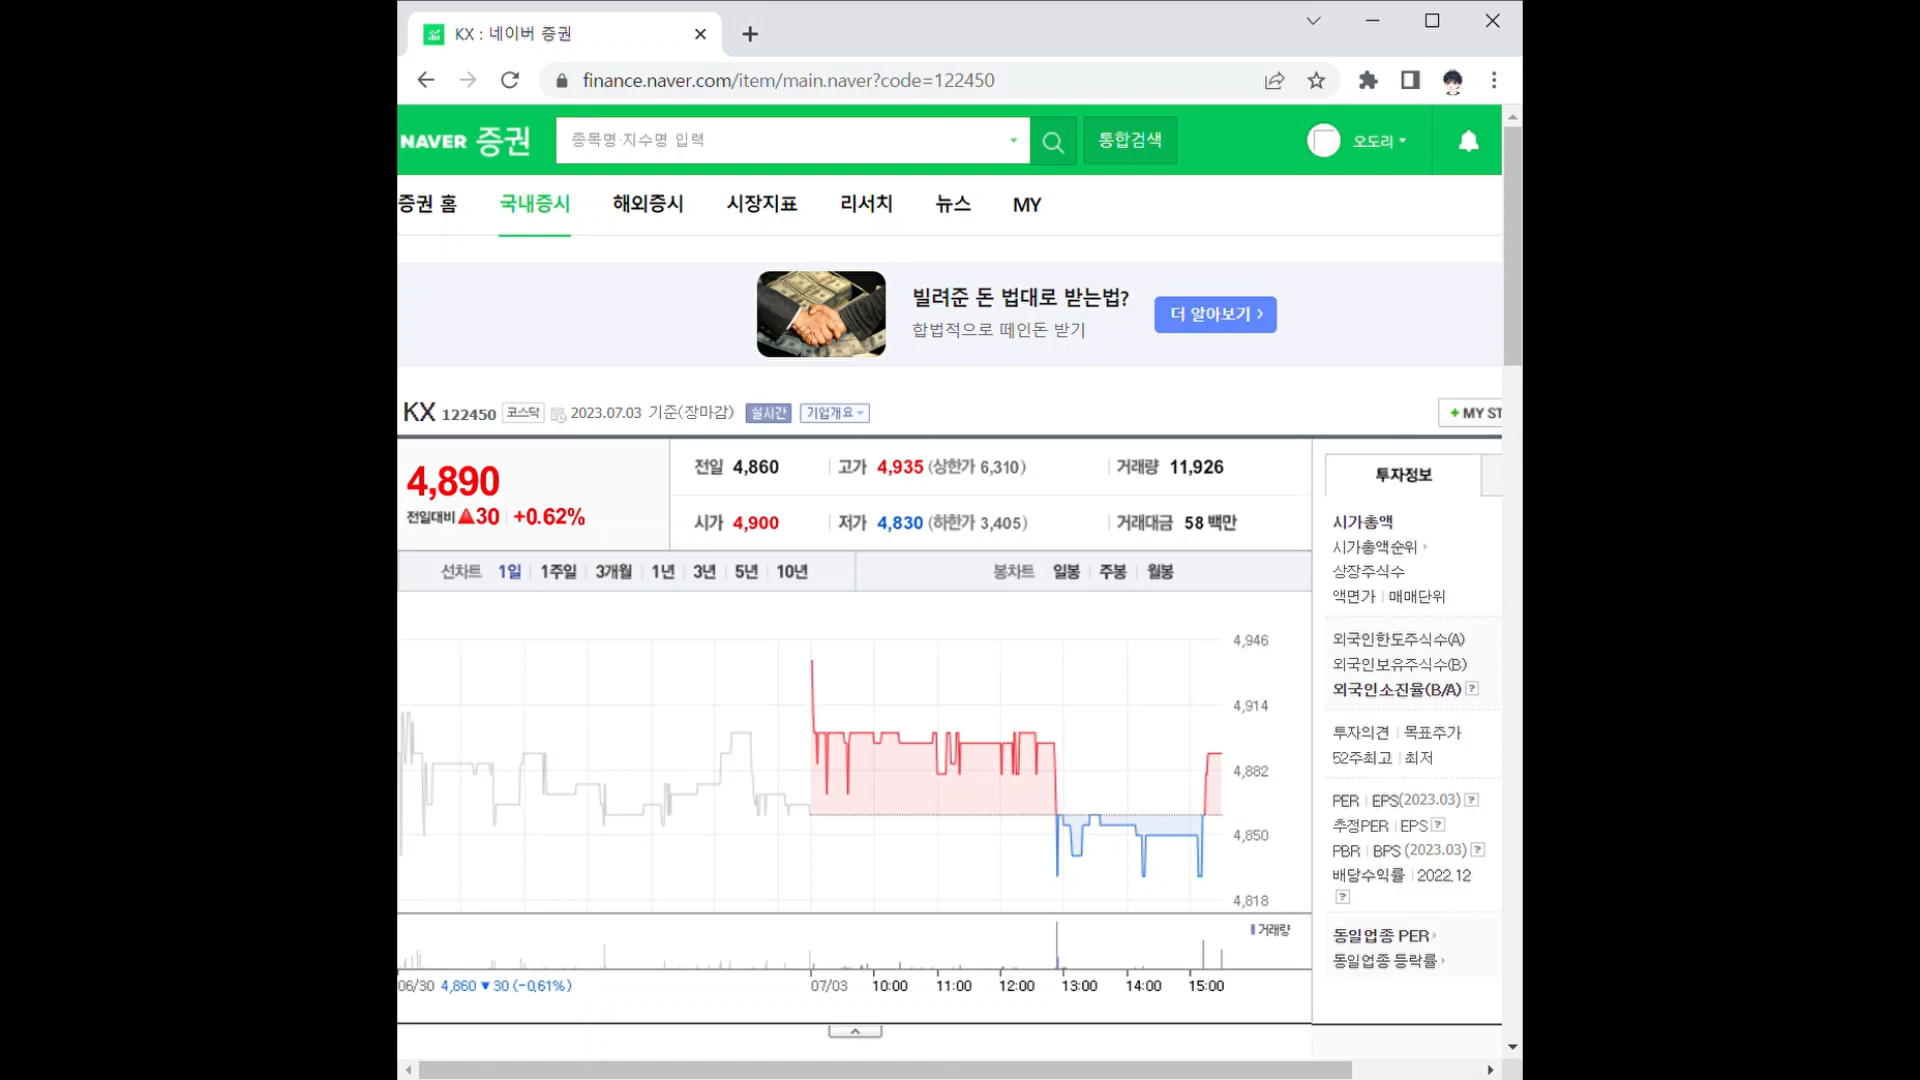 KX : 네이버 증권
finance.naver.com/item/main.naver?code=122450
NAVER 증권
종목명·지수명 입력
통합검색
오도리
증권 홈 국내증시 해외증시 시장지표 리서치 뉴스 MY
빌려준 돈 법대로 받는법?
합법적으로 떼인돈 받기
더 알아보기 >
KX 122450 코스닥 2023.07.03 기준(장마감) 실시간 기업개요
+ MY ST
4,890
전일대비 ▲30 +0.62%
전일 4,860 고가 4,935 (상한가 6,310) 거래량 11,926
시가 4,900 저가 4,830 (하한가 3,405) 거래대금 58 백만
선차트 1일 1주일 3개월 1년 3년 5년 10년 봉차트 일봉 주봉 월봉
4,946
4,914
4,882
4,850
4,818
거래량
06/30 4,860 ▼ 30 (-0.61%) 07/03 10:00 11:00 12:00 13:00 14:00 15:00
투자정보
시가총액
시가총액순위
상장주식수
액면가 매매단위
외국인한도주식수(A)
외국인보유주식수(B)
외국인소진율(B/A) ?
투자의견 목표주가
52주최고 최저
PER EPS(2023.03) ?
추정PER EPS ?
PBR BPS (2023.03) ?
배당수익률 2022.12
?
동일업종 PER
동일업종 등락률